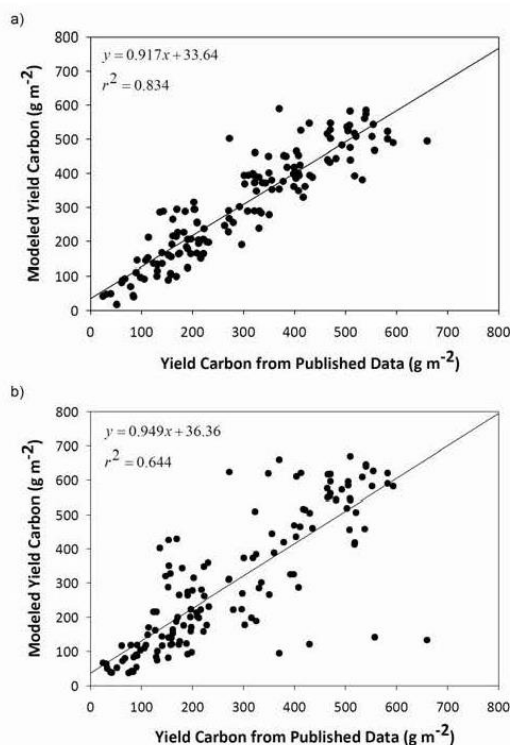 a)
800
700
600
500
400
300
200
100
0
y = 0.917x + 33.64
r² = 0.834
Modeled Yield Carbon (g m⁻²)
0 100 200 300 400 500 600 700 800
Yield Carbon from Published Data (g m⁻²)
b)
800
700
600
500
400
300
200
100
0
y = 0.949x + 36.36
r² = 0.644
Modeled Yield Carbon (g m⁻²)
0 100 200 300 400 500 600 700 800
Yield Carbon from Published Data (g m⁻²)